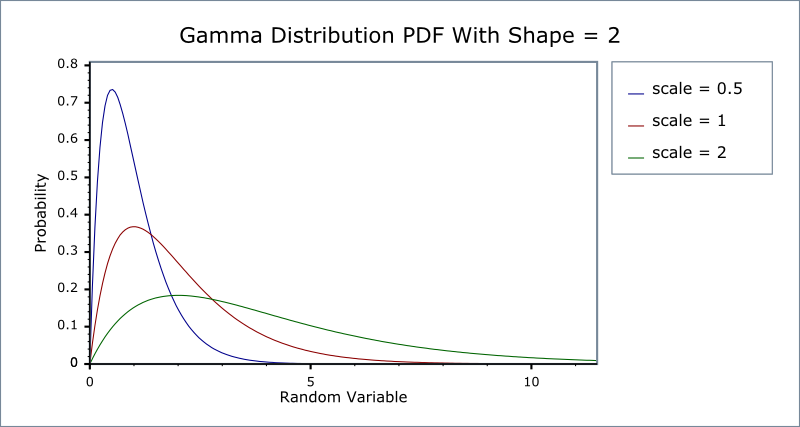 Gamma Distribution PDF With Shape = 2
0.8
0.7
0.6
0.5
0.4
0.3
0.2
0.1
0
Probability
0 5 10
Random Variable
scale = 0.5
scale = 1
scale = 2